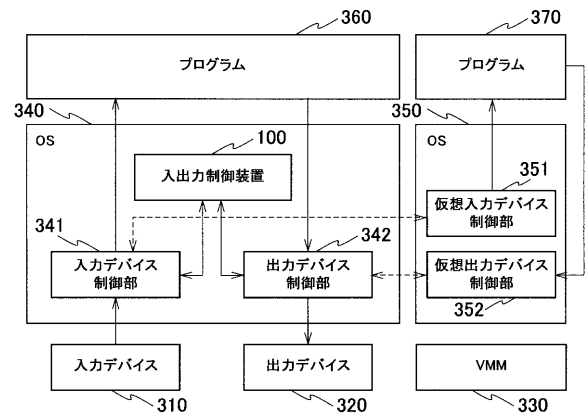 360
370
プログラム
プログラム
340
350
OS
OS
100
入出力制御装置
351
仮想入力デバイス
制御部
341
342
入力デバイス
制御部
出力デバイス
制御部
仮想出力デバイス
制御部
352
入力デバイス
出力デバイス
VMM
310
320
330